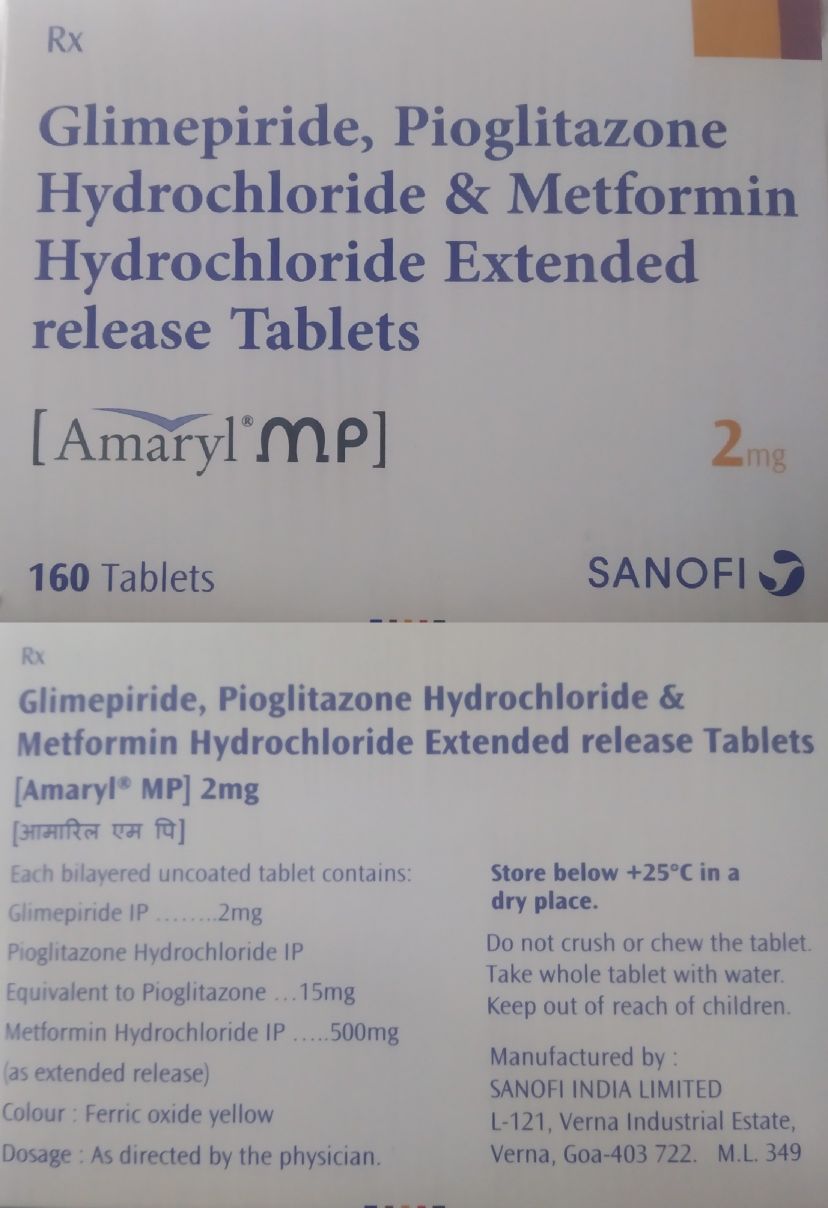 Rx
Glimepiride, Pioglitazone
Hydrochloride & Metformin
Hydrochloride Extended
release Tablets
[Amaryl® MP]
2mg
160 Tablets
SANOFI
Rx
Glimepiride, Pioglitazone Hydrochloride &
Metformin Hydrochloride Extended release Tablets
[Amaryl® MP] 2mg
[आमारिल एम पि]
Each bilayered uncoated tablet contains:
Glimepiride IP ........2mg
Pioglitazone Hydrochloride IP
Equivalent to Pioglitazone ...15mg
Metformin Hydrochloride IP .....500mg
(as extended release)
Colour : Ferric oxide yellow
Dosage : As directed by the physician.
Store below +25°C in a
dry place.
Do not crush or chew the tablet.
Take whole tablet with water.
Keep out of reach of children.
Manufactured by :
SANOFI INDIA LIMITED
L-121, Verna Industrial Estate,
Verna, Goa-403 722. M.L. 349